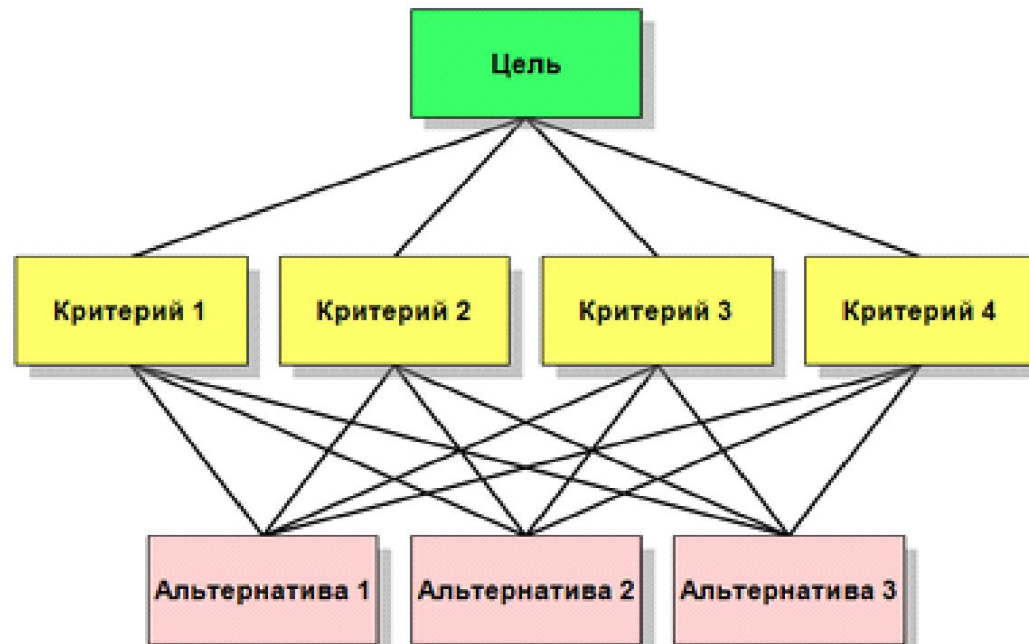 Цель
Критерий 1
Критерий 2
Критерий 3
Критерий 4
Альтернатива 1
Альтернатива 2
Альтернатива 3